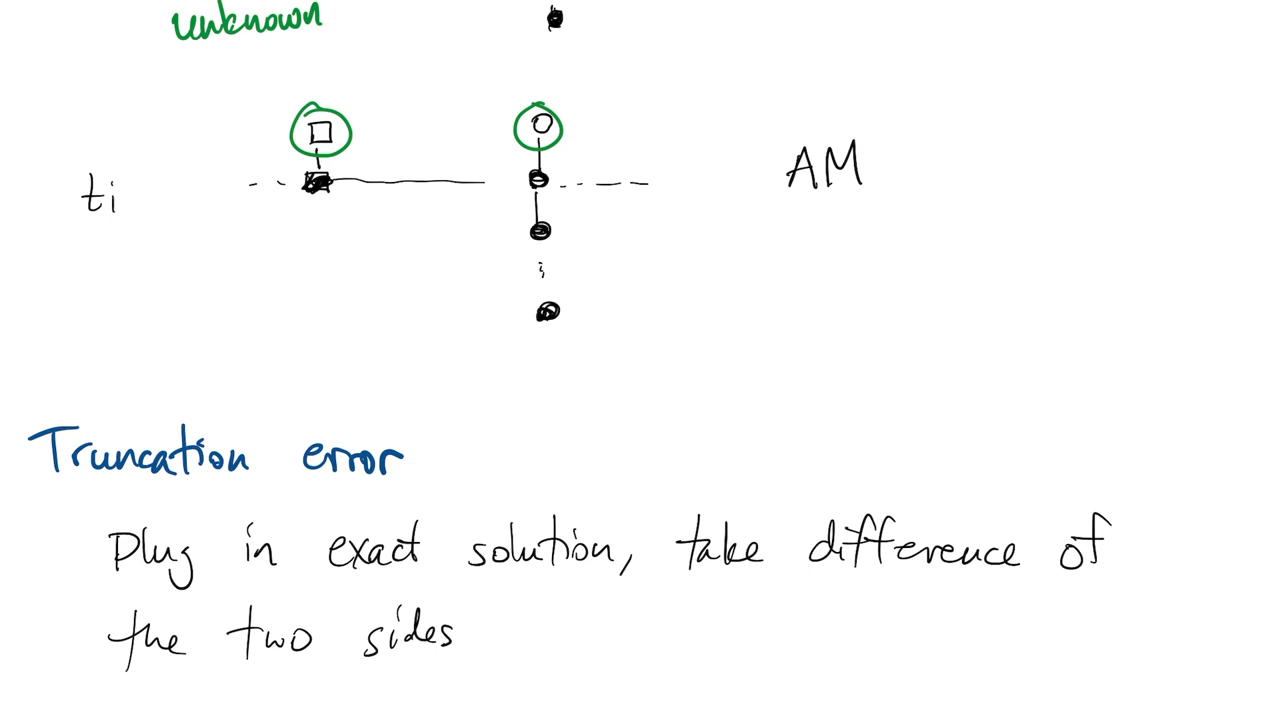 unknown
ti
AM
Truncation error
Plug in exact solution, take difference of
the two sides